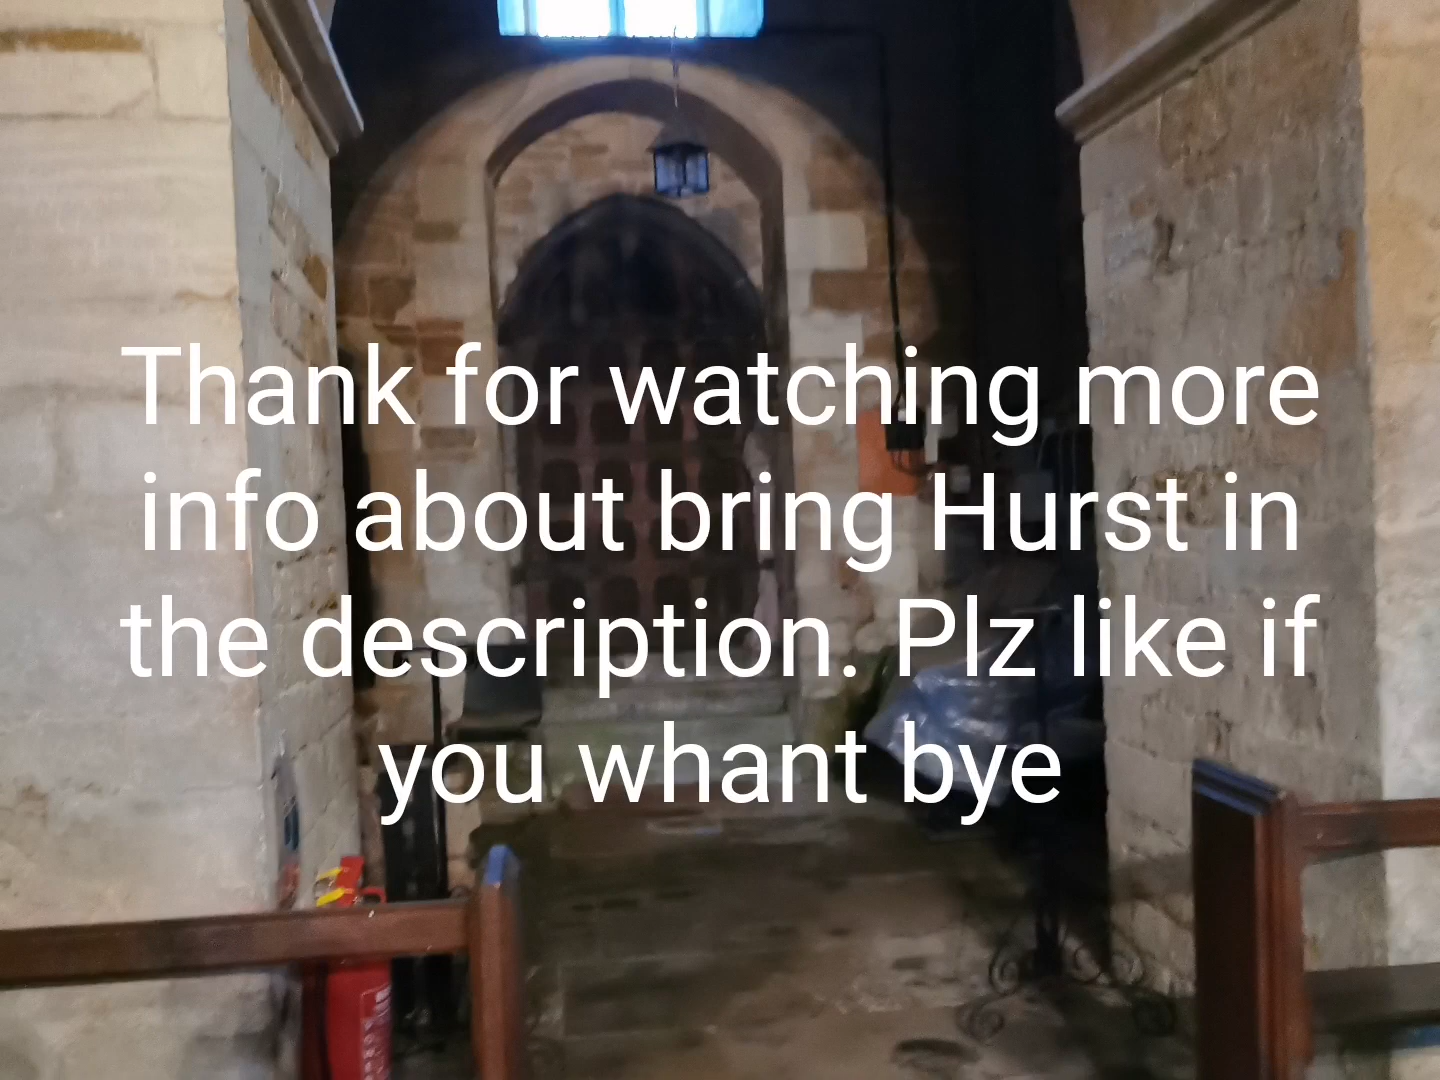 Thank for watching more
info about bring Hurst in
the description. Plz like if
you whant bye